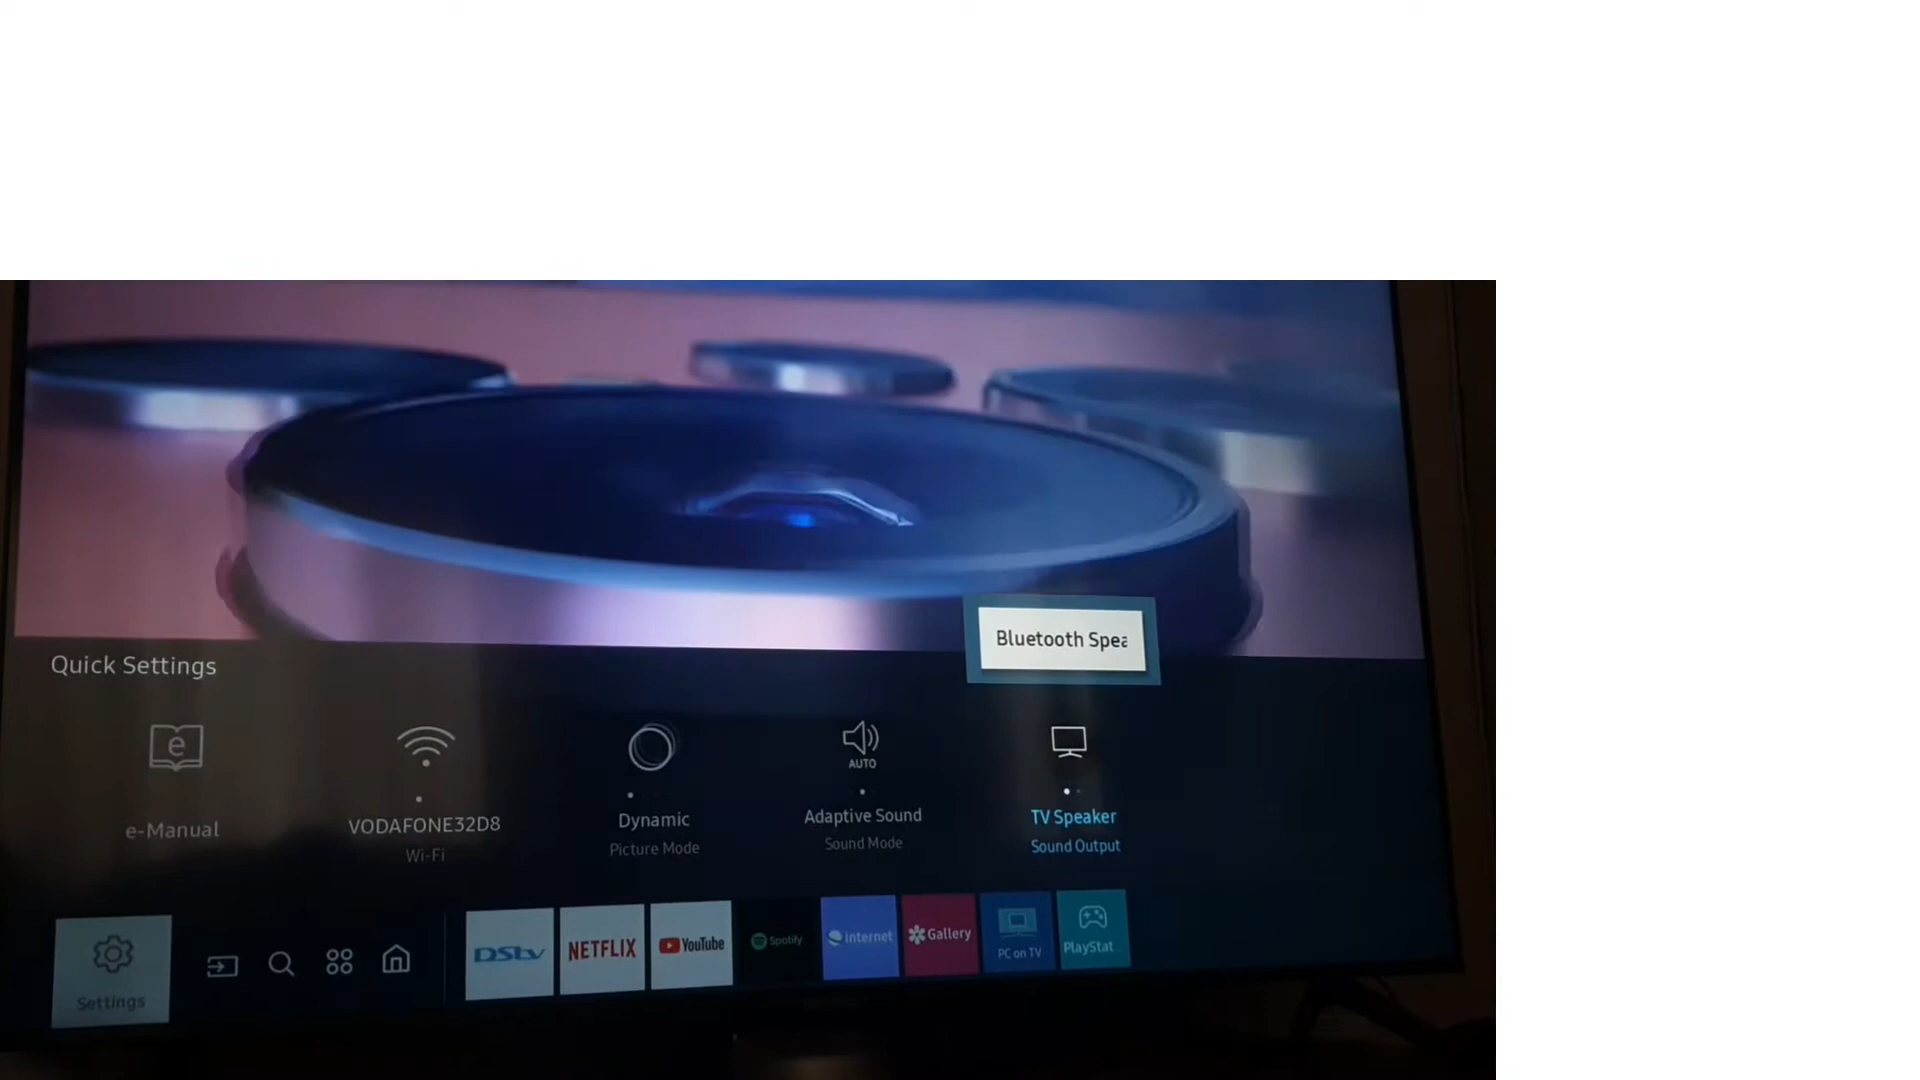 Bluetooth Spea
Quick Settings
e
AUTO
e-Manual
VODAFONE32D8
Wi-Fi
Dynamic
Picture Mode
Adaptive Sound
Sound Mode
TV Speaker
Sound Output
Settings
DStv
NETFLIX
YouTube
Spotify
internet
Gallery
PC on TV
PlayStat